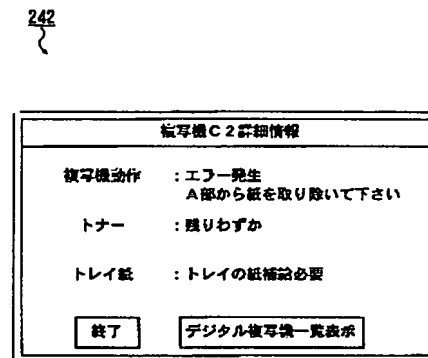 242
複写機C2詳細情報
複写機動作 :エラー発生
A部から紙を取り除いて下さい
トナー :残りわずか
トレイ紙 :トレイの紙補給必要
終了 デジタル複写機一覧表示